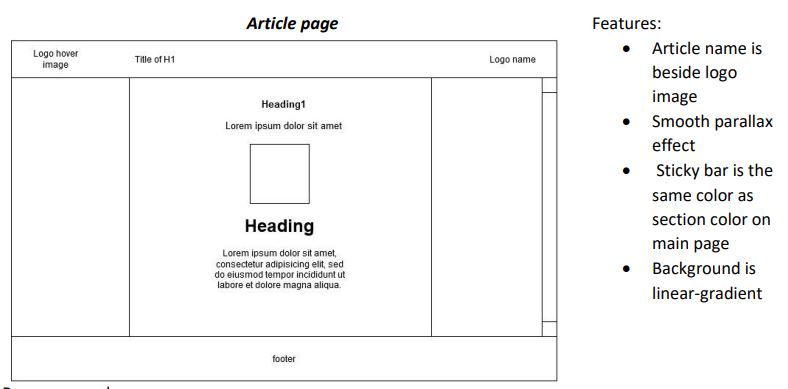 Article page
Logo hover
image
Title of H1
Logo name
Heading1
Lorem ipsum dolor sit amet
Heading
Lorem ipsum dolor sit amet,
consectetur adipisicing elit, sed
do eiusmod tempor incididunt ut
labore et dolore magna aliqua.
footer
Features:
• Article name is
beside logo
image
• Smooth parallax
effect
• Sticky bar is the
same color as
section color on
main page
• Background is
linear-gradient